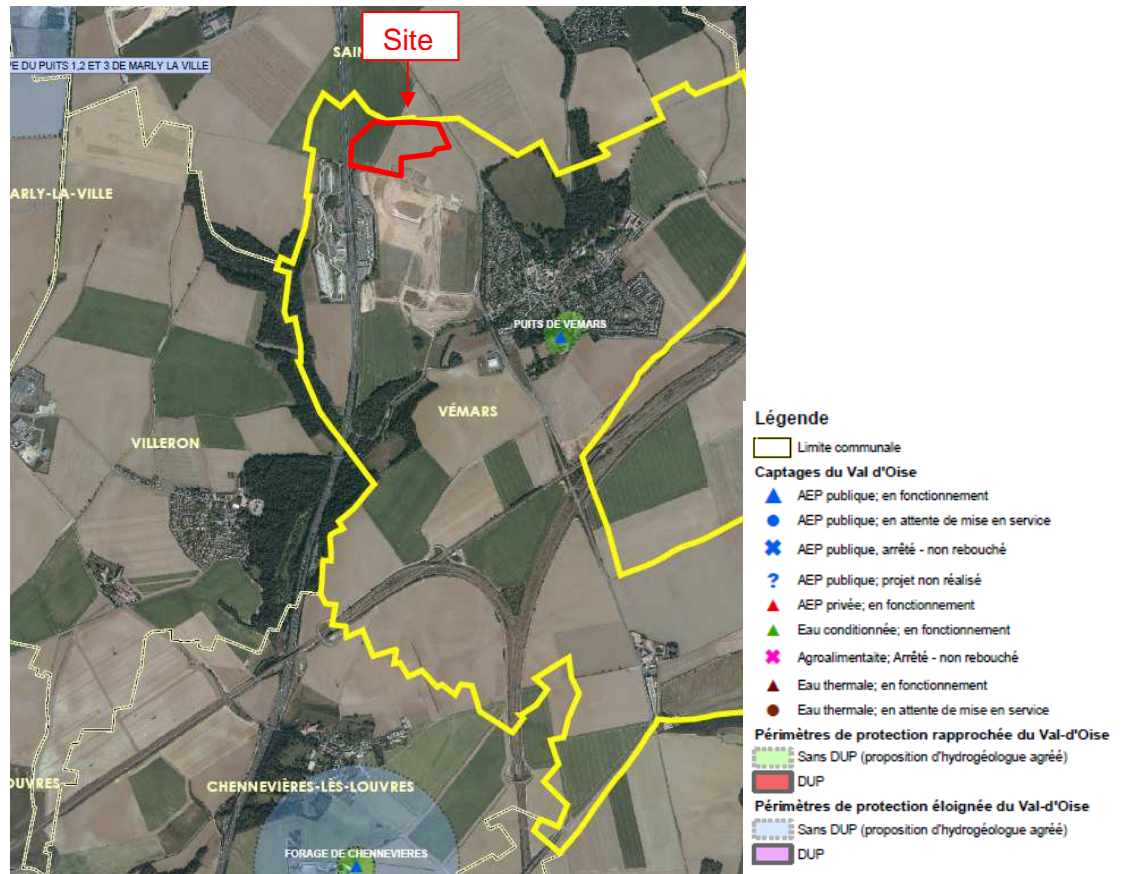 Site
SAIN
E DU PUITS 1,2 ET 3 DE MARLY LA VILLE
ARLY-LA-VILLE
PUITS DE VEMARS
VÉMARS
VILLERON
CHENNEVIÈRES-LÈS-LOUVRES
OUVRES
FORAGE DE CHENNEVIERES
Légende
Limite communale
Captages du Val d'Oise
AEP publique; en fonctionnement
AEP publique; en attente de mise en service
AEP publique, arrêté - non rebouché
? AEP publique; projet non réalisé
AEP privée; en fonctionnement
Eau conditionnée; en fonctionnement
Agroalimentaite; Arrêté - non rebouché
Eau thermale; en fonctionnement
Eau thermale; en attente de mise en service
Périmètres de protection rapprochée du Val-d'Oise
Sans DUP (proposition d'hydrogéologue agréé)
DUP
Périmètres de protection éloignée du Val-d'Oise
Sans DUP (proposition d'hydrogéologue agréé)
DUP